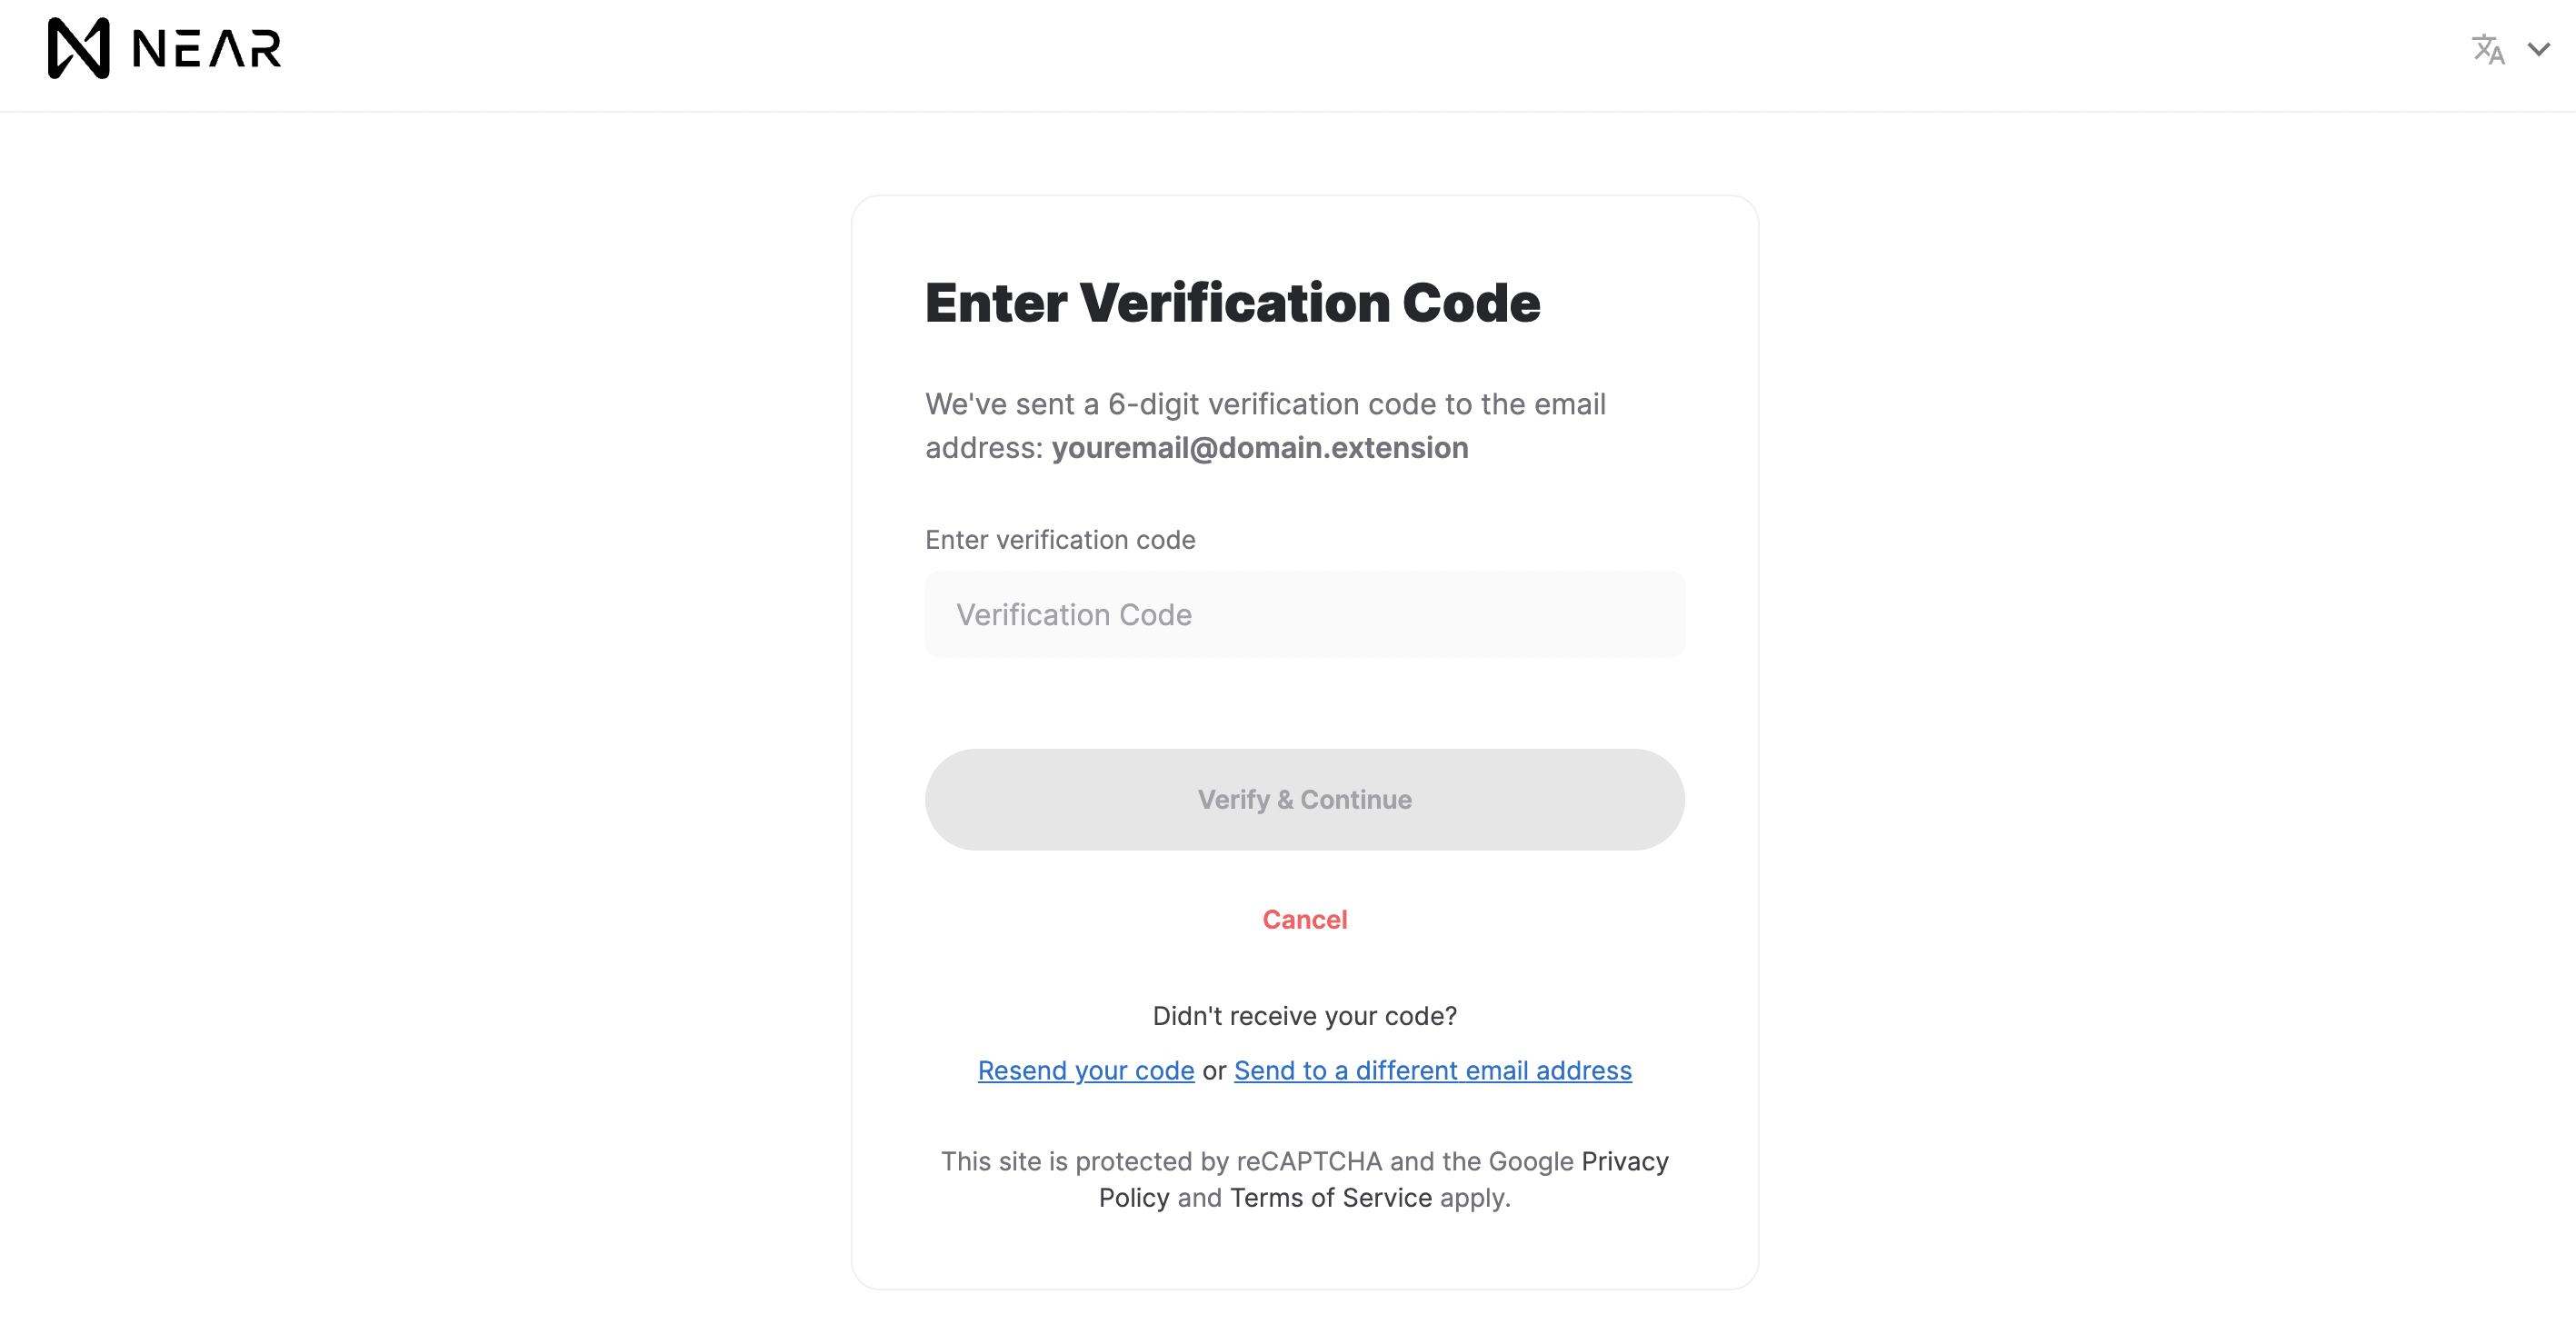 NEAR
Enter Verification Code
We've sent a 6-digit verification code to the email
address: youremail@domain.extension
Enter verification code
Verification Code
Verify & Continue
Cancel
Didn't receive your code?
Resend your code or Send to a different email address
This site is protected by reCAPTCHA and the Google Privacy
Policy and Terms of Service apply.